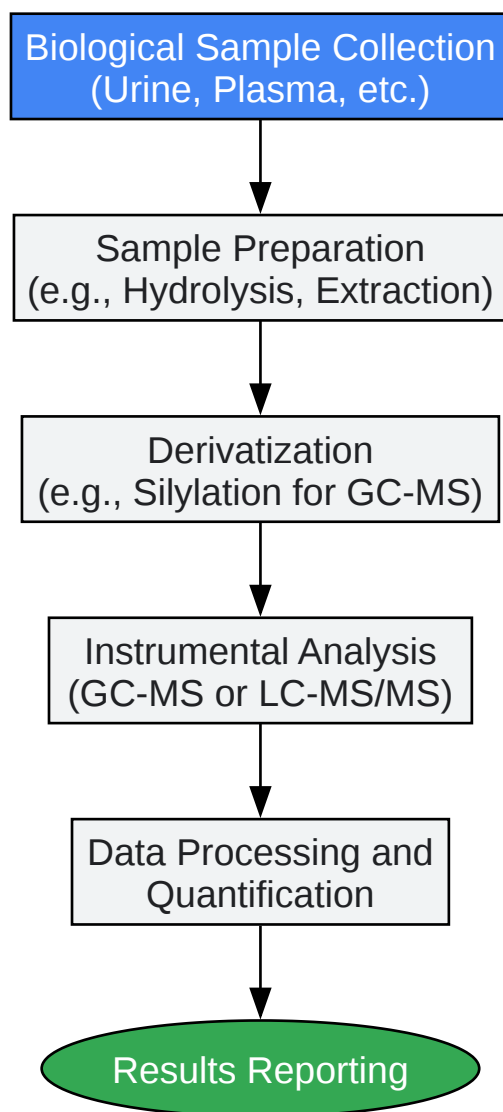 Biological Sample Collection
(Urine, Plasma, etc.)
Sample Preparation
(e.g., Hydrolysis, Extraction)
Derivatization
(e.g., Silylation for GC-MS)
Instrumental Analysis
(GC-MS or LC-MS/MS)
Data Processing and
Quantification
Results Reporting